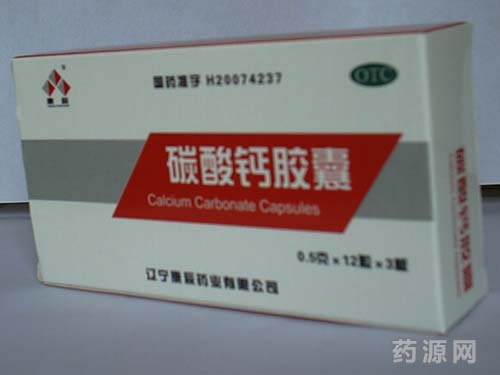 康辰
国药准字 H20074237
OTC
碳酸钙胶囊
Calcium Carbonate Capsules
0.5克×12粒×3板
辽宁康辰药业有限公司
碳酸钙胶囊
药源网